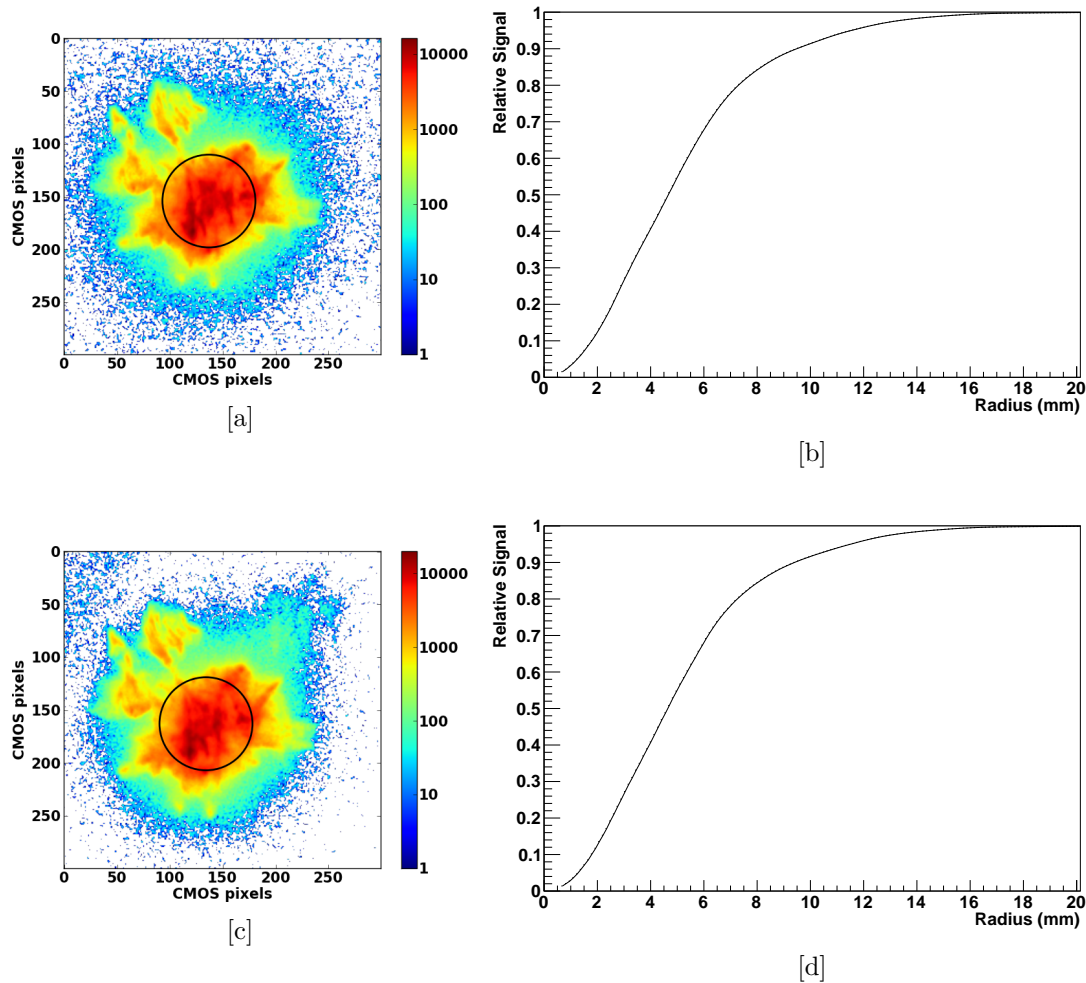 0
50
100
150
200
250
CMOS pixels
0 50 100 150 200 250
CMOS pixels
10000
1000
100
10
1
[a]
Relative Signal
1
0.9
0.8
0.7
0.6
0.5
0.4
0.3
0.2
0.1
0
0 2 4 6 8 10 12 14 16 18 20
Radius (mm)
[b]
0
50
100
150
200
250
CMOS pixels
0 50 100 150 200 250
CMOS pixels
10000
1000
100
10
1
[c]
Relative Signal
1
0.9
0.8
0.7
0.6
0.5
0.4
0.3
0.2
0.1
0
0 2 4 6 8 10 12 14 16 18 20
Radius (mm)
[d]